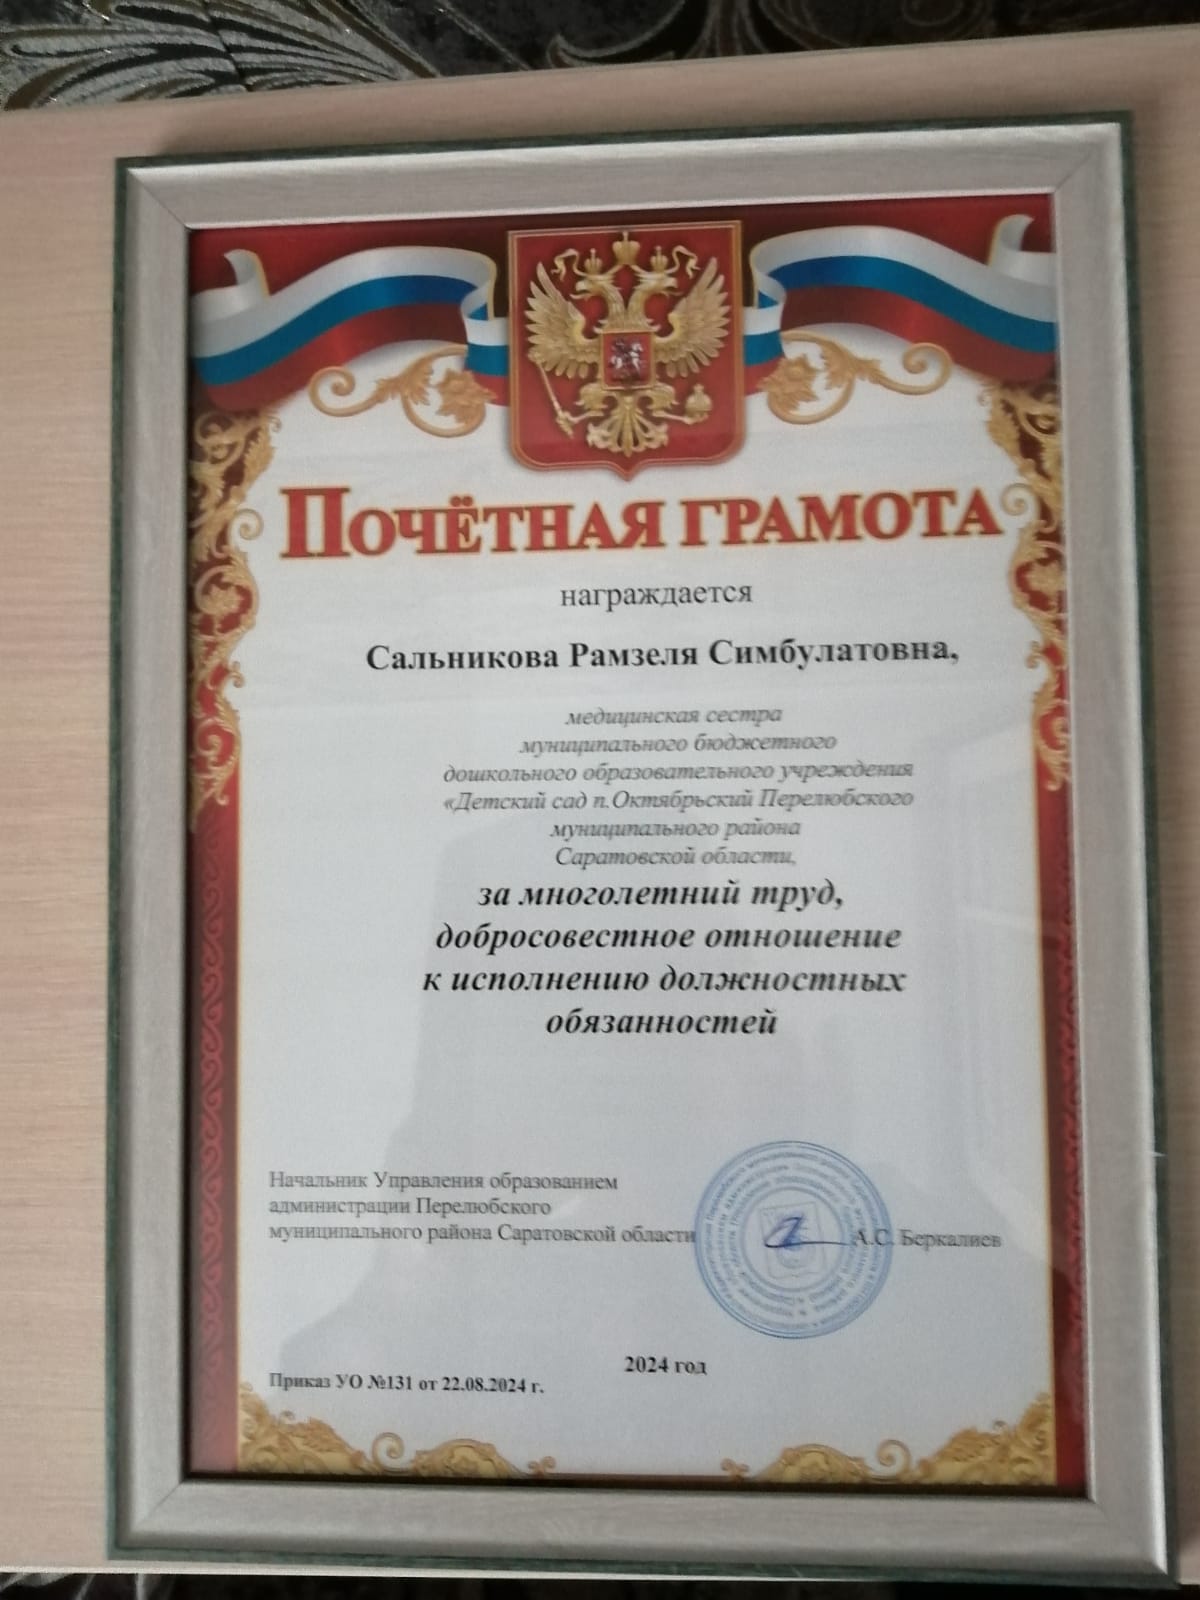 Почётная грамота
награждается
Сальникова Рамзеля Симбулатовна,
медицинская сестра
муниципального бюджетного
дошкольного образовательного учреждения
«Детский сад п.Октябрьский Перелюбского
муниципального района
Саратовской области,
за многолетний труд,
добросовестное отношение
к исполнению должностных
обязанностей
Начальник Управления образованием
администрации Перелюбского
муниципального района Саратовской области
А.С. Беркалиев
2024 год
Приказ УО №131 от 22.08.2024 г.